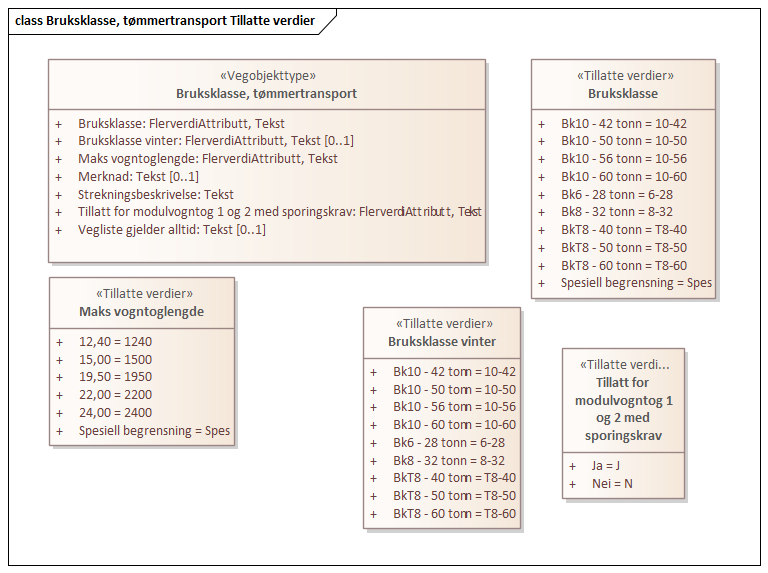 class Bruksklasse, tømmertransport Tillatte verdier
«Vegobjekttype»
Bruksklasse, tømmertransport
+ Bruksklasse: FlerverdiAttributt, Tekst
+ Bruksklasse vinter: FlerverdiAttributt, Tekst [0..1]
+ Maks vogntoglengde: FlerverdiAttributt, Tekst
+ Merknad: Tekst [0..1]
+ Strekningsbeskrivelse: Tekst
+ Tillatt for modulvogntog 1 og 2 med sporingskrav: FlerverdiAttributt, Tekst
+ Vegliste gjelder alltid: Tekst [0..1]
«Tillatte verdier»
Bruksklasse
+ Bk10 - 42 tonn = 10-42
+ Bk10 - 50 tonn = 10-50
+ Bk10 - 56 tonn = 10-56
+ Bk10 - 60 tonn = 10-60
+ Bk6 - 28 tonn = 6-28
+ Bk8 - 32 tonn = 8-32
+ BkT8 - 40 tonn = T8-40
+ BkT8 - 50 tonn = T8-50
+ BkT8 - 60 tonn = T8-60
+ Spesiell begrensning = Spes
«Tillatte verdier»
Maks vogntoglengde
+ 12,40 = 1240
+ 15,00 = 1500
+ 19,50 = 1950
+ 22,00 = 2200
+ 24,00 = 2400
+ Spesiell begrensning = Spes
«Tillatte verdier»
Bruksklasse vinter
+ Bk10 - 42 tonn = 10-42
+ Bk10 - 50 tonn = 10-50
+ Bk10 - 56 tonn = 10-56
+ Bk10 - 60 tonn = 10-60
+ Bk6 - 28 tonn = 6-28
+ Bk8 - 32 tonn = 8-32
+ BkT8 - 40 tonn = T8-40
+ BkT8 - 50 tonn = T8-50
+ BkT8 - 60 tonn = T8-60
«Tillatte verdi...
Tillatt for
modulvogntog 1
og 2 med
sporingskrav
+ Ja = J
+ Nei = N